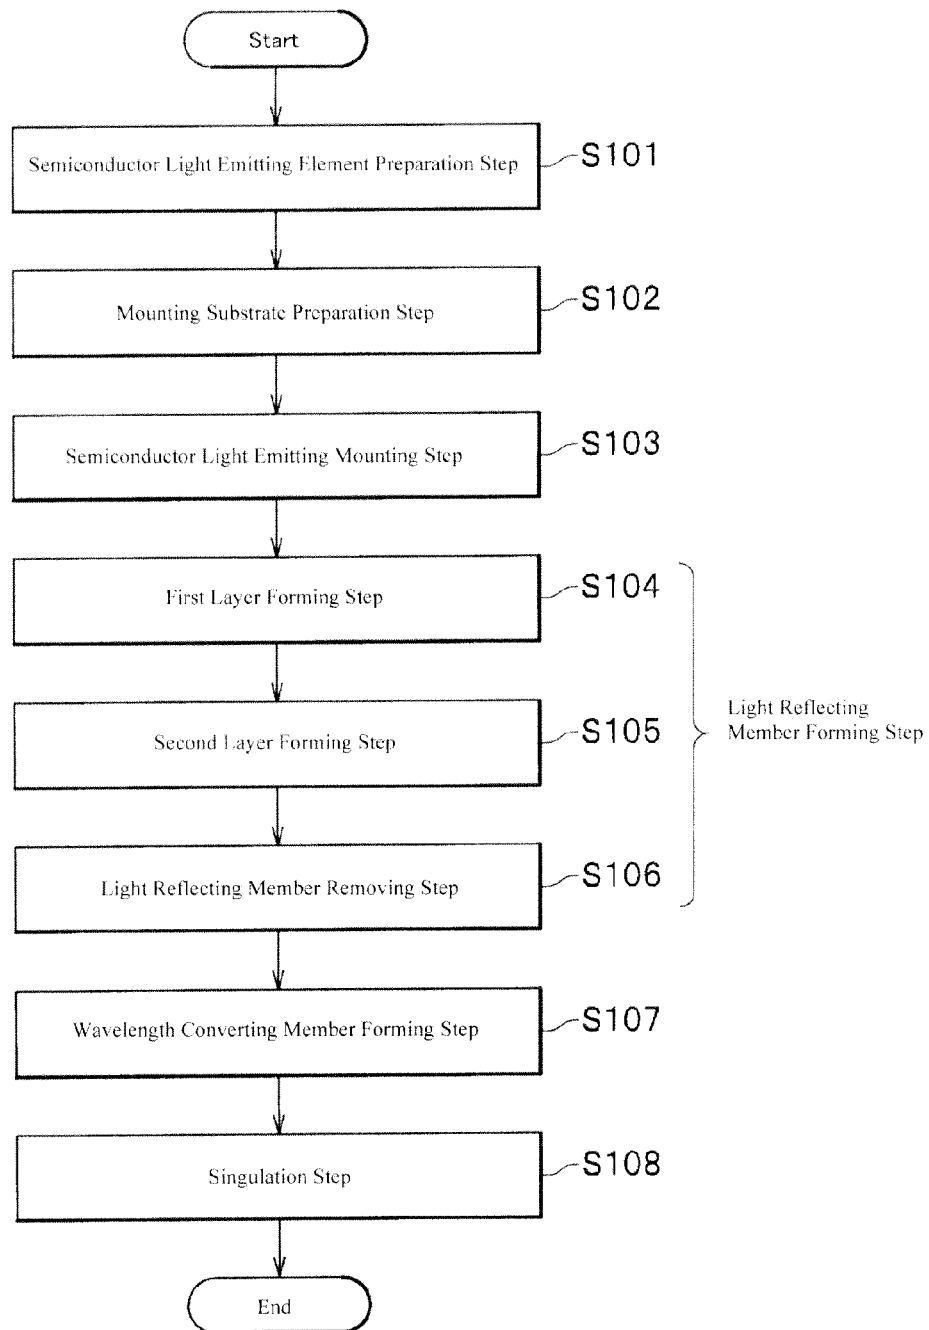 Start
Semiconductor Light Emitting Element Preparation Step
S101
Mounting Substrate Preparation Step
S102
Semiconductor Light Emitting Mounting Step
S103
First Layer Forming Step
S104
Second Layer Forming Step
S105
Light Reflecting
Member Forming Step
Light Reflecting Member Removing Step
S106
Wavelength Converting Member Forming Step
S107
Singulation Step
S108
End